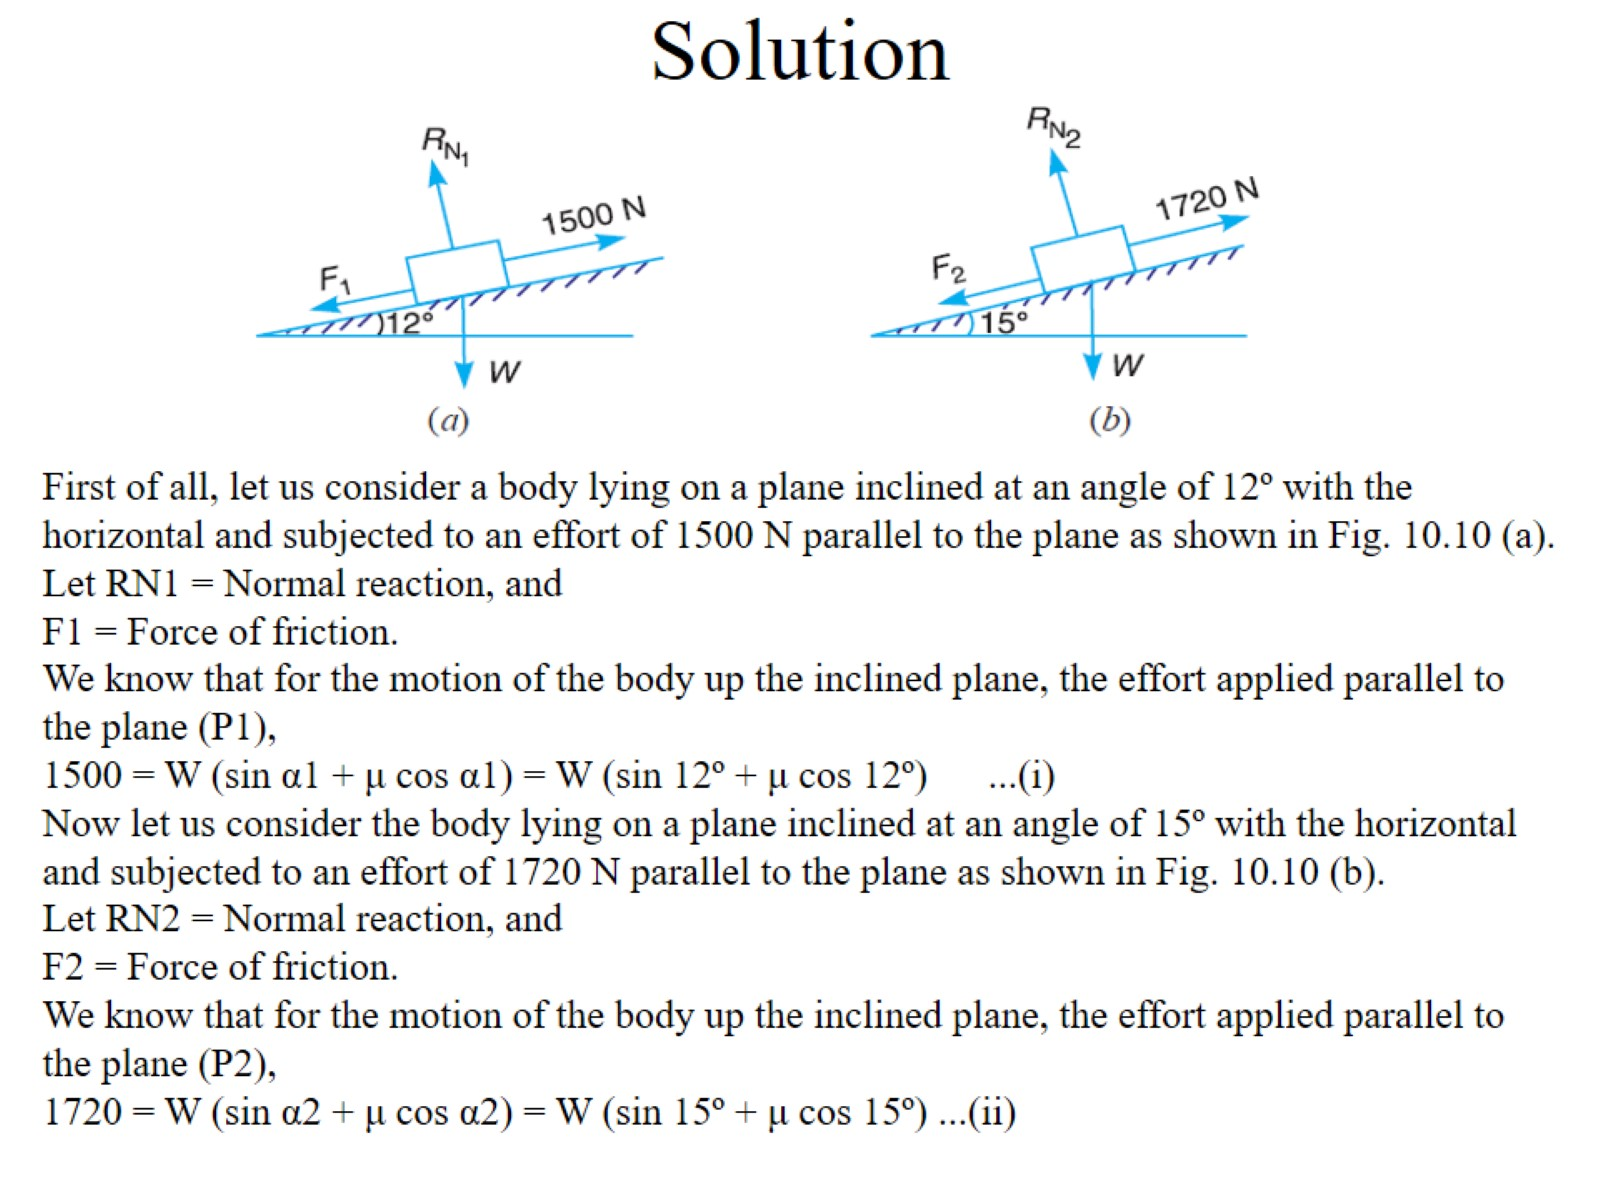 Solution
RN1
1500 N
F1
12°
W
(a)
RN2
1720 N
F2
15°
W
(b)
First of all, let us consider a body lying on a plane inclined at an angle of 12º with the
horizontal and subjected to an effort of 1500 N parallel to the plane as shown in Fig. 10.10 (a).
Let RN1 = Normal reaction, and
F1 = Force of friction.
We know that for the motion of the body up the inclined plane, the effort applied parallel to
the plane (P1),
1500 = W (sin α1 + μ cos α1) = W (sin 12º + μ cos 12º) ...(i)
Now let us consider the body lying on a plane inclined at an angle of 15º with the horizontal
and subjected to an effort of 1720 N parallel to the plane as shown in Fig. 10.10 (b).
Let RN2 = Normal reaction, and
F2 = Force of friction.
We know that for the motion of the body up the inclined plane, the effort applied parallel to
the plane (P2),
1720 = W (sin α2 + μ cos α2) = W (sin 15º + μ cos 15º) ...(ii)